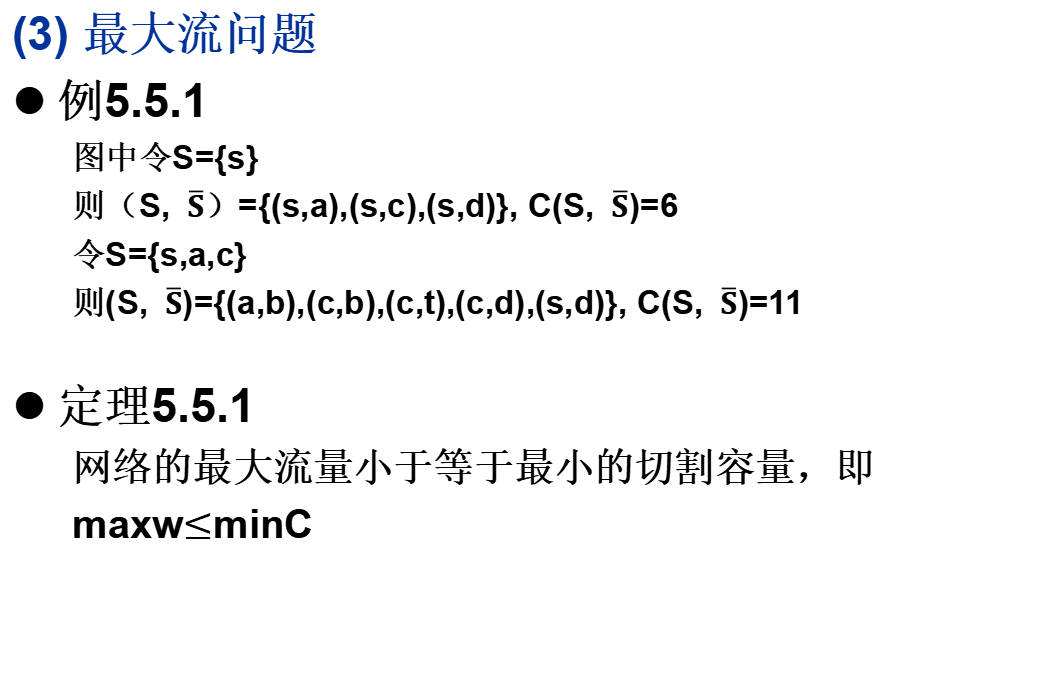 (3) 最大流问题
● 例5.5.1
图中令S={s}
则（S, S̅）={(s,a),(s,c),(s,d)}, C(S, S̅)=6
令S={s,a,c}
则(S, S̅)={(a,b),(c,b),(c,t),(c,d),(s,d)}, C(S, S̅)=11
● 定理5.5.1
网络的最大流量小于等于最小的切割容量，即
maxw≤minC